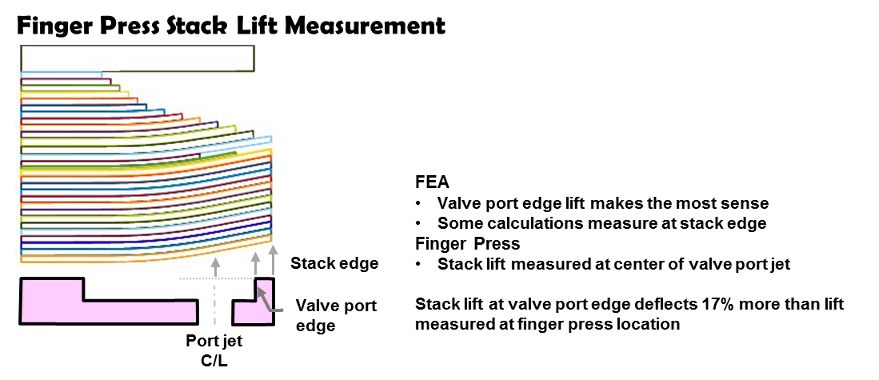 Finger Press Stack Lift Measurement
FEA
• Valve port edge lift makes the most sense
• Some calculations measure at stack edge
Finger Press
• Stack lift measured at center of valve port jet
Stack lift at valve port edge deflects 17% more than lift
measured at finger press location
Stack edge
Valve port
edge
Port jet
C/L